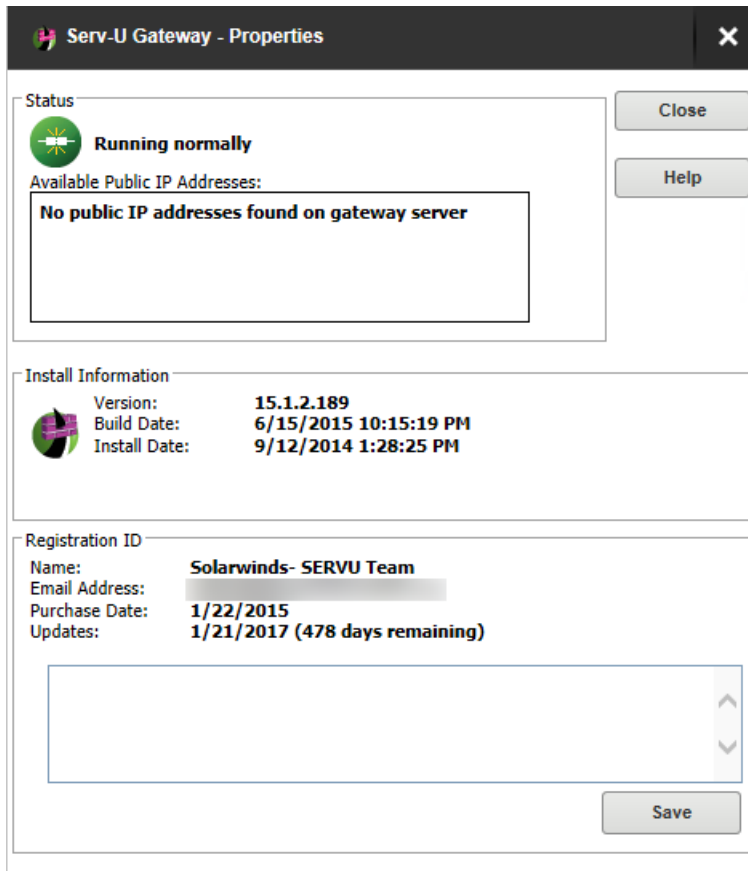 Serv-U Gateway - Properties
Status
Close
Running normally
Help
Available Public IP Addresses:
No public IP addresses found on gateway server
Install Information
Version: 15.1.2.189
Build Date: 6/15/2015 10:15:19 PM
Install Date: 9/12/2014 1:28:25 PM
Registration ID
Name: Solarwinds- SERVU Team
Email Address:
Purchase Date: 1/22/2015
Updates: 1/21/2017 (478 days remaining)
Save